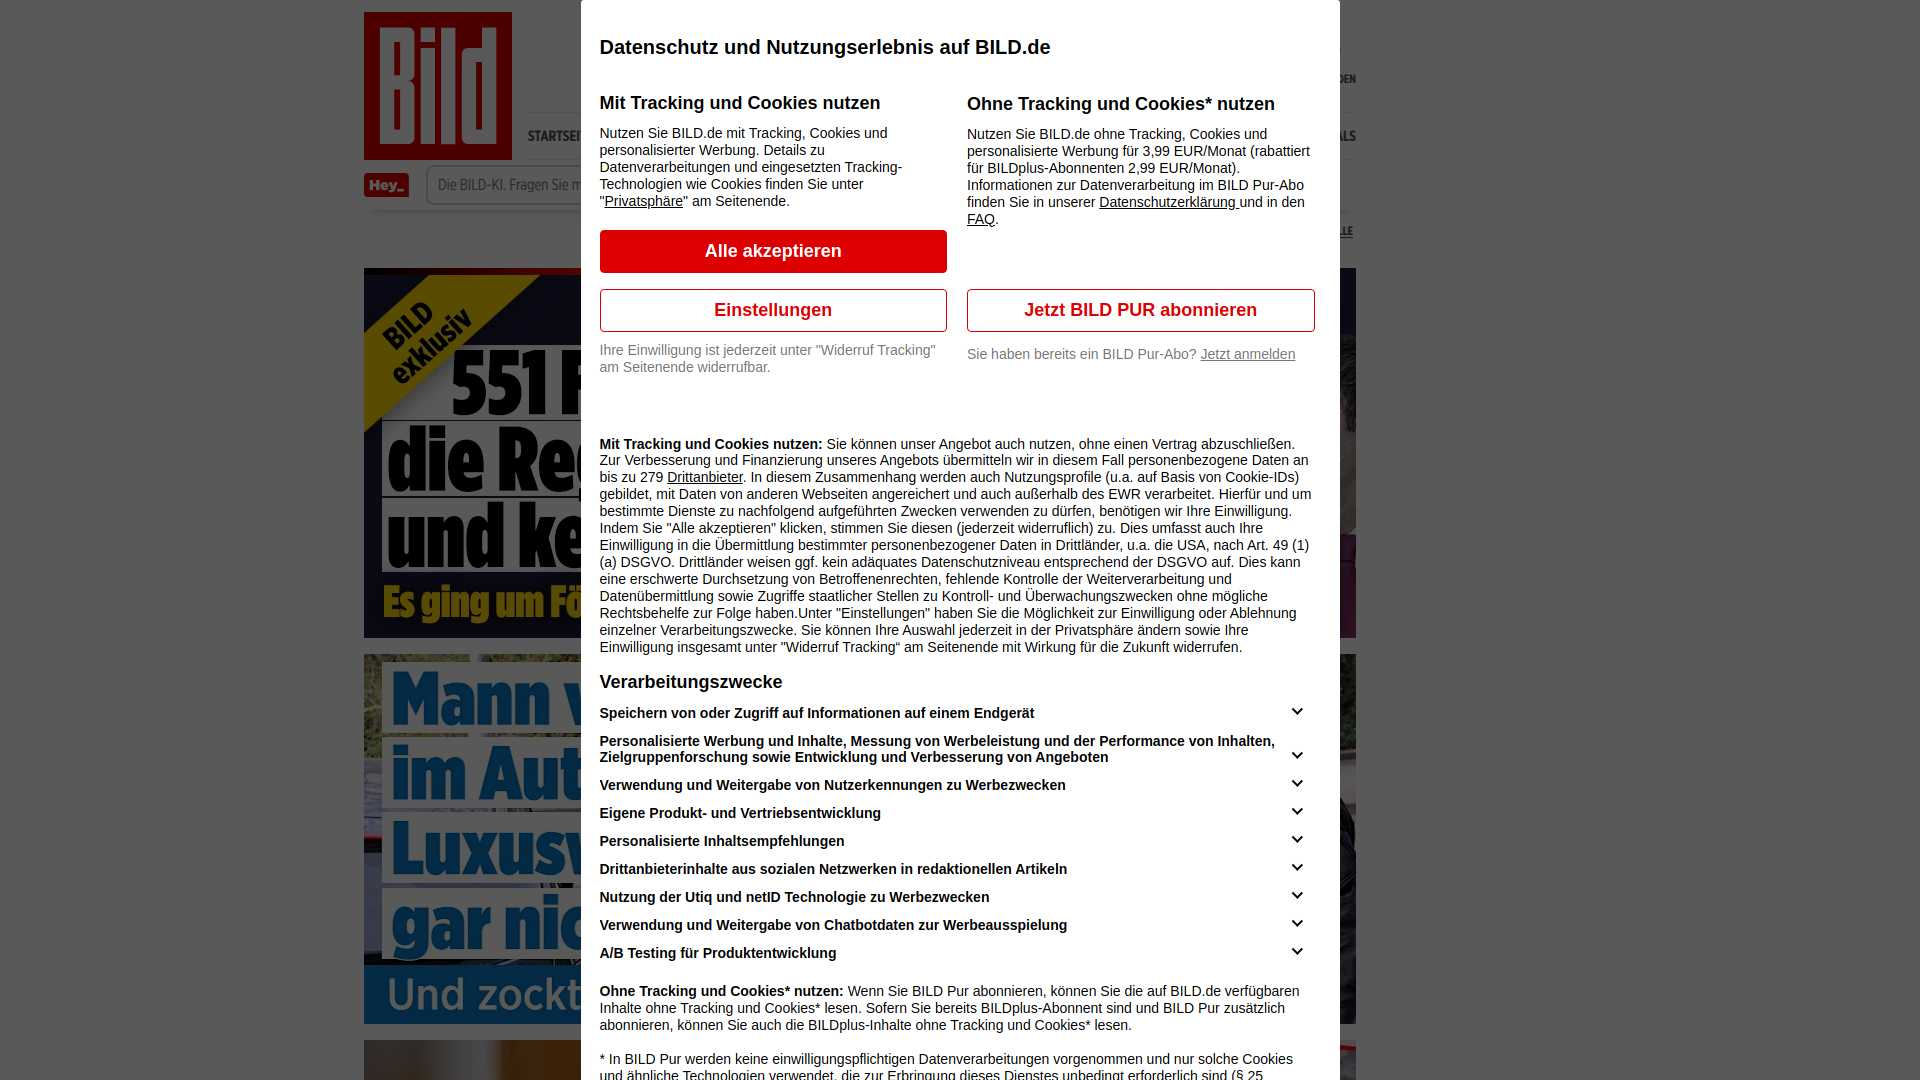 Bild
STARTSEI
Hey_
Die BILD-KI. Fragen Sie m
BILD
exklusiv
551 F
die Reg
und ke
Es ging um Fö
Mann v
im Aut
Luxusv
gar nic
Und zockt
Datenschutz und Nutzungserlebnis auf BILD.de
Mit Tracking und Cookies nutzen
Nutzen Sie BILD.de mit Tracking, Cookies und
personalisierter Werbung. Details zu
Datenverarbeitungen und eingesetzten Tracking-
Technologien wie Cookies finden Sie unter
"Privatsphäre" am Seitenende.
Alle akzeptieren
Einstellungen
Ihre Einwilligung ist jederzeit unter "Widerruf Tracking"
am Seitenende widerrufbar.
Ohne Tracking und Cookies* nutzen
Nutzen Sie BILD.de ohne Tracking, Cookies und
personalisierte Werbung für 3,99 EUR/Monat (rabattiert
für BILDplus-Abonnenten 2,99 EUR/Monat).
Informationen zur Datenverarbeitung im BILD Pur-Abo
finden Sie in unserer Datenschutzerklärung und in den
FAQ.
Jetzt BILD PUR abonnieren
Sie haben bereits ein BILD Pur-Abo? Jetzt anmelden
Mit Tracking und Cookies nutzen: Sie können unser Angebot auch nutzen, ohne einen Vertrag abzuschließen.
Zur Verbesserung und Finanzierung unseres Angebots übermitteln wir in diesem Fall personenbezogene Daten an
bis zu 279 Drittanbieter. In diesem Zusammenhang werden auch Nutzungsprofile (u.a. auf Basis von Cookie-IDs)
gebildet, mit Daten von anderen Webseiten angereichert und auch außerhalb des EWR verarbeitet. Hierfür und um
bestimmte Dienste zu nachfolgend aufgeführten Zwecken verwenden zu dürfen, benötigen wir Ihre Einwilligung.
Indem Sie "Alle akzeptieren" klicken, stimmen Sie diesen (jederzeit widerruflich) zu. Dies umfasst auch Ihre
Einwilligung in die Übermittlung bestimmter personenbezogener Daten in Drittländer, u.a. die USA, nach Art. 49 (1)
(a) DSGVO. Drittländer weisen ggf. kein adäquates Datenschutzniveau entsprechend der DSGVO auf. Dies kann
eine erschwerte Durchsetzung von Betroffenenrechten, fehlende Kontrolle der Weiterverarbeitung und
Datenübermittlung sowie Zugriffe staatlicher Stellen zu Kontroll- und Überwachungszwecken ohne mögliche
Rechtsbehelfe zur Folge haben.Unter "Einstellungen" haben Sie die Möglichkeit zur Einwilligung oder Ablehnung
einzelner Verarbeitungszwecke. Sie können Ihre Auswahl jederzeit in der Privatsphäre ändern sowie Ihre
Einwilligung insgesamt unter "Widerruf Tracking“ am Seitenende mit Wirkung für die Zukunft widerrufen.
Verarbeitungszwecke
Speichern von oder Zugriff auf Informationen auf einem Endgerät
Personalisierte Werbung und Inhalte, Messung von Werbeleistung und der Performance von Inhalten,
Zielgruppenforschung sowie Entwicklung und Verbesserung von Angeboten
Verwendung und Weitergabe von Nutzerkennungen zu Werbezwecken
Eigene Produkt- und Vertriebsentwicklung
Personalisierte Inhaltsempfehlungen
Drittanbieterinhalte aus sozialen Netzwerken in redaktionellen Artikeln
Nutzung der Utiq und netID Technologie zu Werbezwecken
Verwendung und Weitergabe von Chatbotdaten zur Werbeausspielung
A/B Testing für Produktentwicklung
Ohne Tracking und Cookies* nutzen: Wenn Sie BILD Pur abonnieren, können Sie die auf BILD.de verfügbaren
Inhalte ohne Tracking und Cookies* lesen. Sofern Sie bereits BILDplus-Abonnent sind und BILD Pur zusätzlich
abonnieren, können Sie auch die BILDplus-Inhalte ohne Tracking und Cookies* lesen.
* In BILD Pur werden keine einwilligungspflichtigen Datenverarbeitungen vorgenommen und nur solche Cookies
und ähnliche Technologien verwendet, die zur Erbringung dieses Dienstes unbedingt erforderlich sind (§ 25
DEN
ALS
LLE